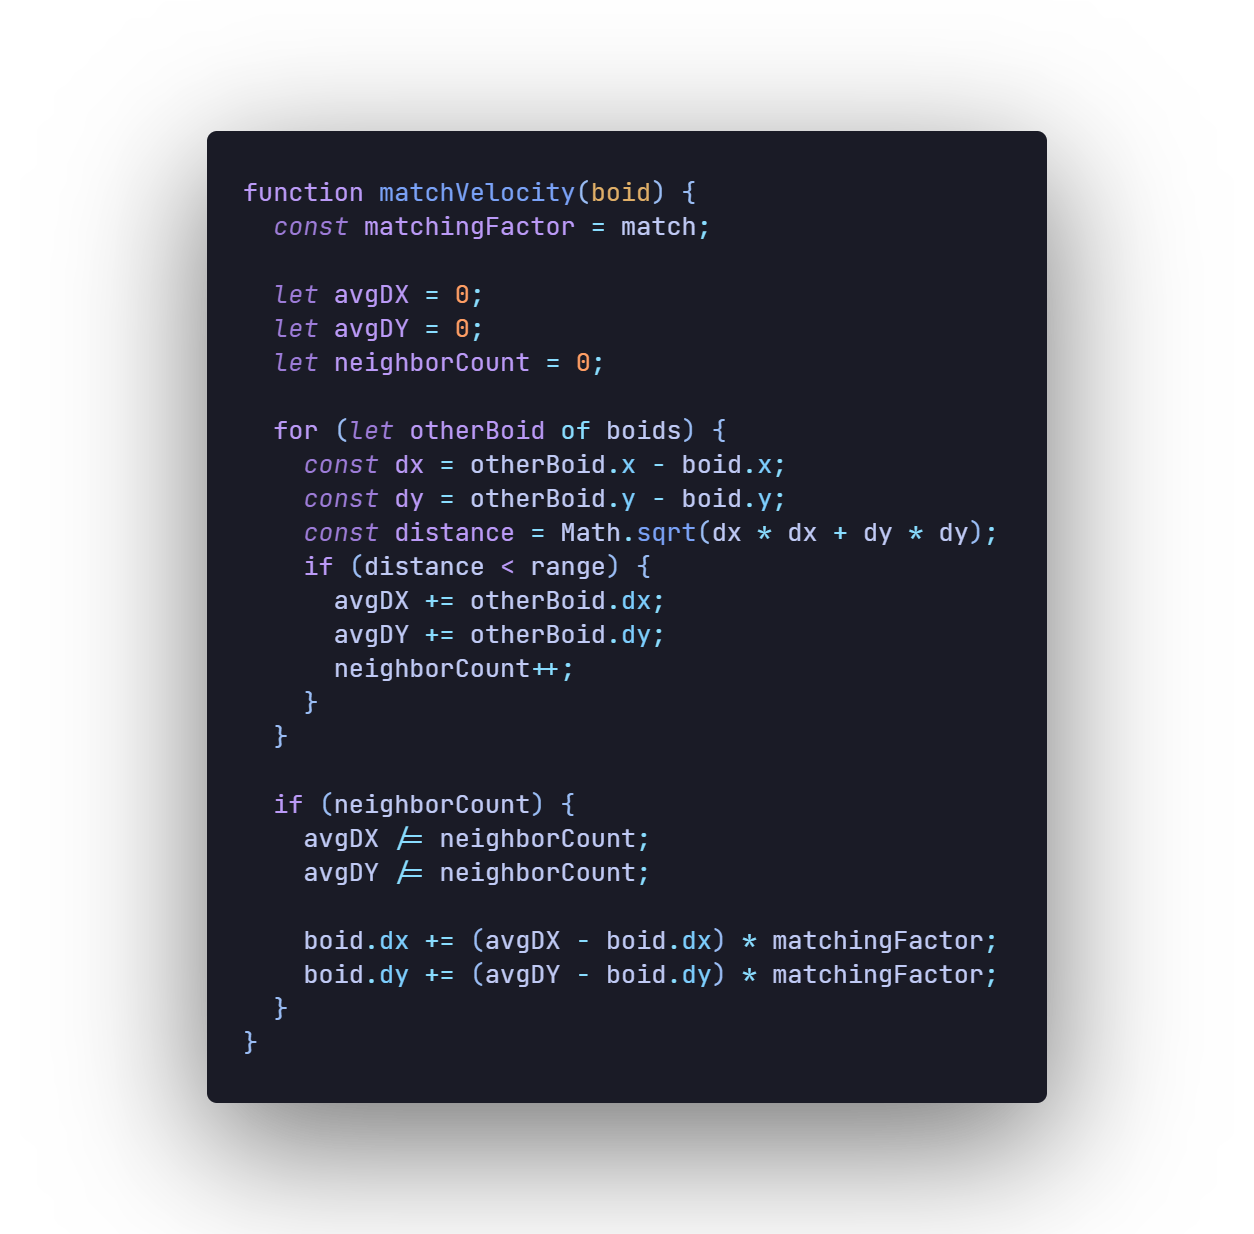 function matchVelocity(boid) {
  const matchingFactor = match;

  let avgDX = 0;
  let avgDY = 0;
  let neighborCount = 0;

  for (let otherBoid of boids) {
    const dx = otherBoid.x - boid.x;
    const dy = otherBoid.y - boid.y;
    const distance = Math.sqrt(dx * dx + dy * dy);
    if (distance < range) {
      avgDX += otherBoid.dx;
      avgDY += otherBoid.dy;
      neighborCount++;
    }
  }

  if (neighborCount) {
    avgDX /= neighborCount;
    avgDY /= neighborCount;

    boid.dx += (avgDX - boid.dx) * matchingFactor;
    boid.dy += (avgDY - boid.dy) * matchingFactor;
  }
}